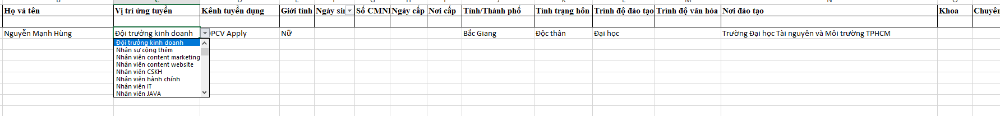 Họ và tên Vị trí ứng tuyển Kênh tuyển dụng Giới tính Ngày sin Số CMN Ngày cấp Nơi cấp Tỉnh/Thành phố Tình trạng hôn Trình độ đào tạo Trình độ văn hóa Nơi đào tạo Khoa Chuyên
Nguyễn Mạnh Hùng Đội trưởng kinh doanh OPCV Apply Nữ Bắc Giang Độc thân Đại học Trường Đại học Tài nguyên và Môi trường TPHCM
Đội trưởng kinh doanh
Nhân sự cộng thêm
Nhân viên content marketing
Nhân viên content website
Nhân viên CSKH
Nhân viên hành chính
Nhân viên IT
Nhân viên JAVA